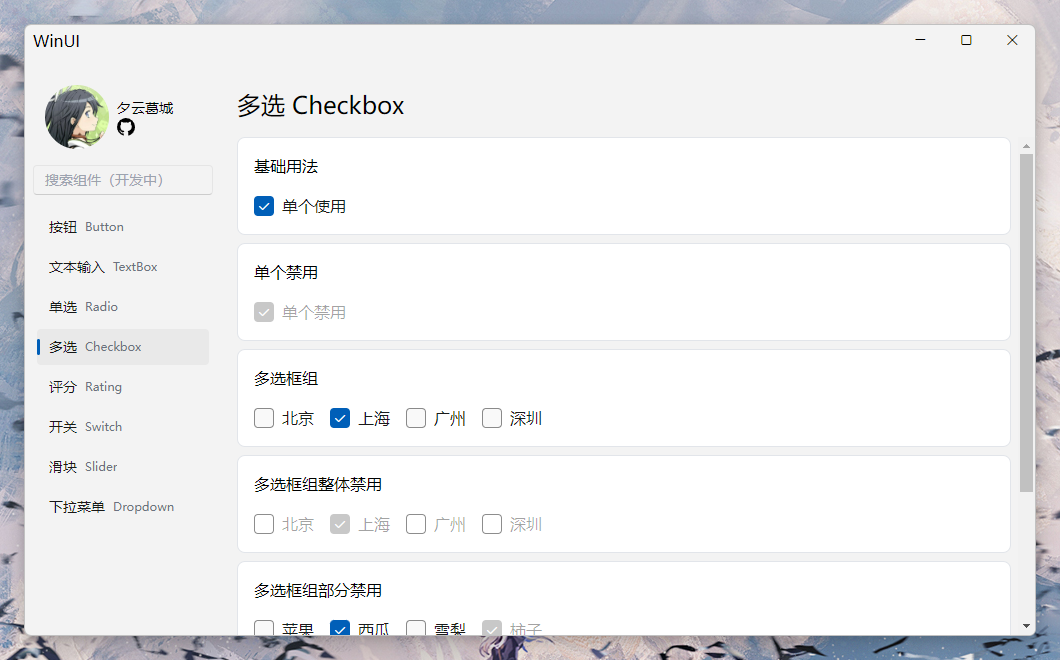 WinUI
夕云葛城
搜索组件（开发中）
按钮 Button
文本输入 TextBox
单选 Radio
多选 Checkbox
评分 Rating
开关 Switch
滑块 Slider
下拉菜单 Dropdown
多选 Checkbox
基础用法
单个使用
单个禁用
单个禁用
多选框组
北京 上海 广州 深圳
多选框组整体禁用
北京 上海 广州 深圳
多选框组部分禁用
苹果 西瓜 雪梨 柿子